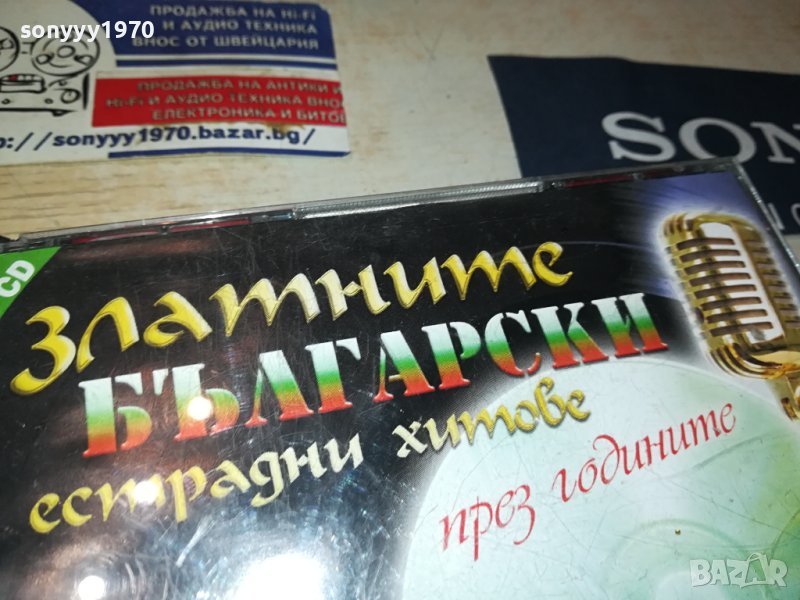 sonyyy1970
ПРОДАЖБА НА Hi-Fi
И АУДИО ТЕХНИКА
ВНОС ОТ ШВЕЙЦАРИЯ
ПРОДАЖБА НА АНТИКИ И
Hi-Fi И АУДИО ТЕХНИКА ВНОС
ЕЛЕКТРОНИКА И БИТОВ
http://sonyyy1970.bazar.bg/
SON
CD
Златните
БЪЛГАРСКИ
естрадни хитове
през годините
BAZAR